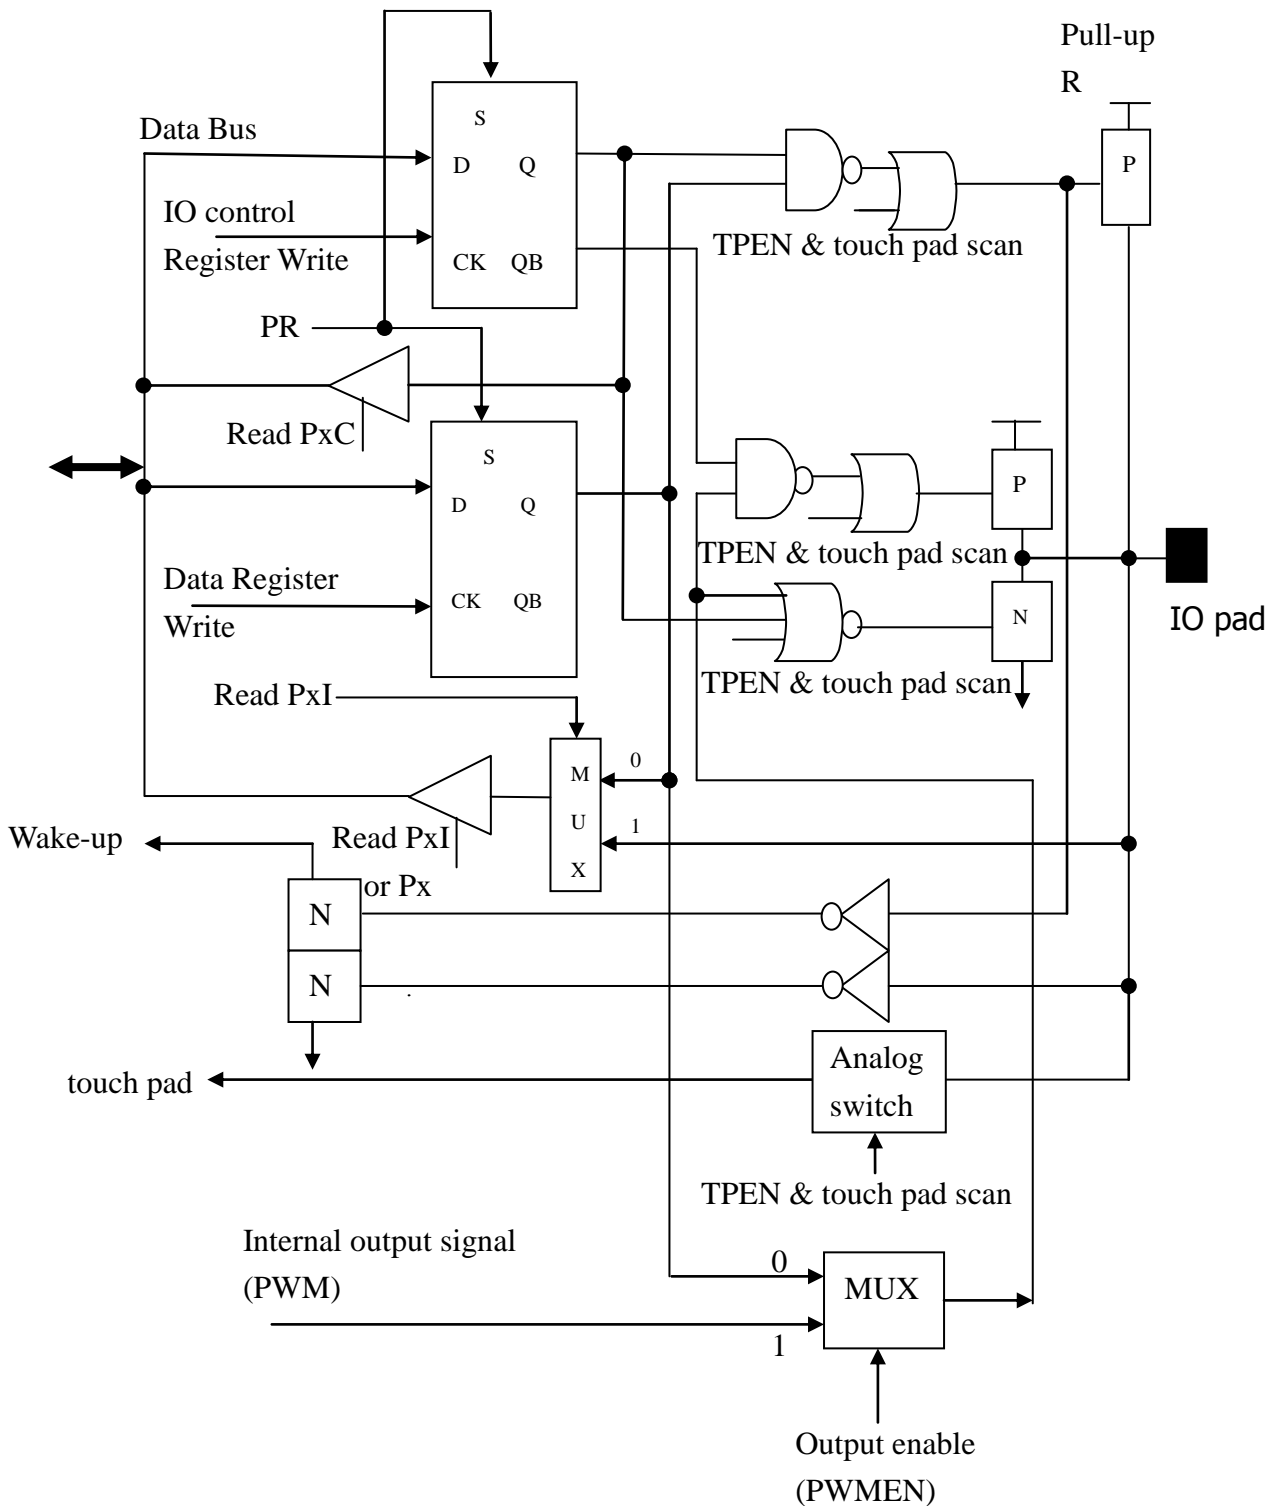 Pull-up
R
S
Data Bus
D
Q
P
IO control
Register Write
TPEN & touch pad scan
CK
QB
PR
Read PxC
S
P
D
Q
TPEN & touch pad scan
Data Register
Write
CK
QB
N
IO pad
TPEN & touch pad scan
Read PxI
0
M
U
X
1
Wake-up
Read PxI
or Px
N
N
Analog
switch
touch pad
TPEN & touch pad scan
Internal output signal
(PWM)
0
MUX
1
Output enable
(PWMEN)